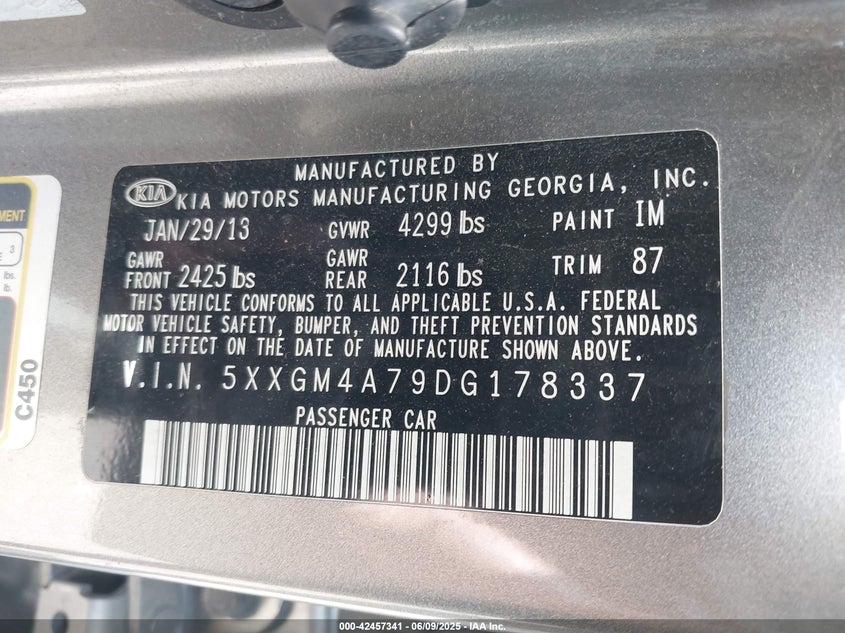 MANUFACTURED BY
KIA KIA MOTORS MANUFACTURING GEORGIA, INC.
JAN/29/13 GVWR 4299 lbs PAINT IM
GAWR FRONT 2425 lbs GAWR REAR 2116 lbs TRIM 87
THIS VEHICLE CONFORMS TO ALL APPLICABLE U.S.A. FEDERAL
MOTOR VEHICLE SAFETY, BUMPER, AND THEFT PREVENTION STANDARDS
IN EFFECT ON THE DATE OF MANUFACTURE SHOWN ABOVE.
V.I.N. 5XXGM4A79DG178337
PASSENGER CAR
3
lbs.
lb.
C450
000-42457341 - 06/09/2025 - IAA Inc.